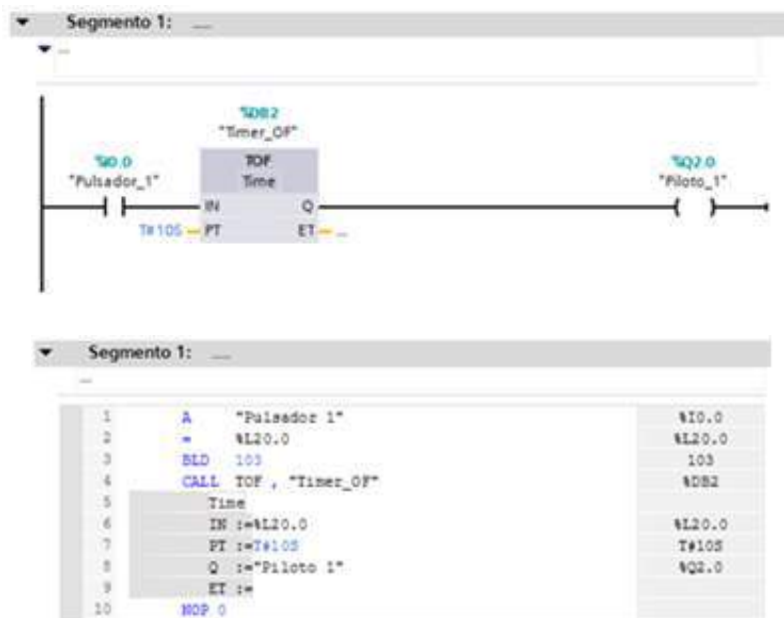 Segmento 1: ....
...
%DB2
"Timer_OF"
%I0.0
"Pulsador_1"
TOF
Time
%Q2.0
"Piloto_1"
IN
Q
T#10S
PT
ET
...
Segmento 1: ....
...
1 A "Pulsador 1" %I0.0
2 = %L20.0 %L20.0
3 BLD 103 103
4 CALL TOF , "Timer_OF" %DB2
5 Time
6 IN :=%L20.0 %L20.0
7 PT :=T#10S T#10S
8 Q :="Piloto 1" %Q2.0
9 ET :=
10 NOP 0